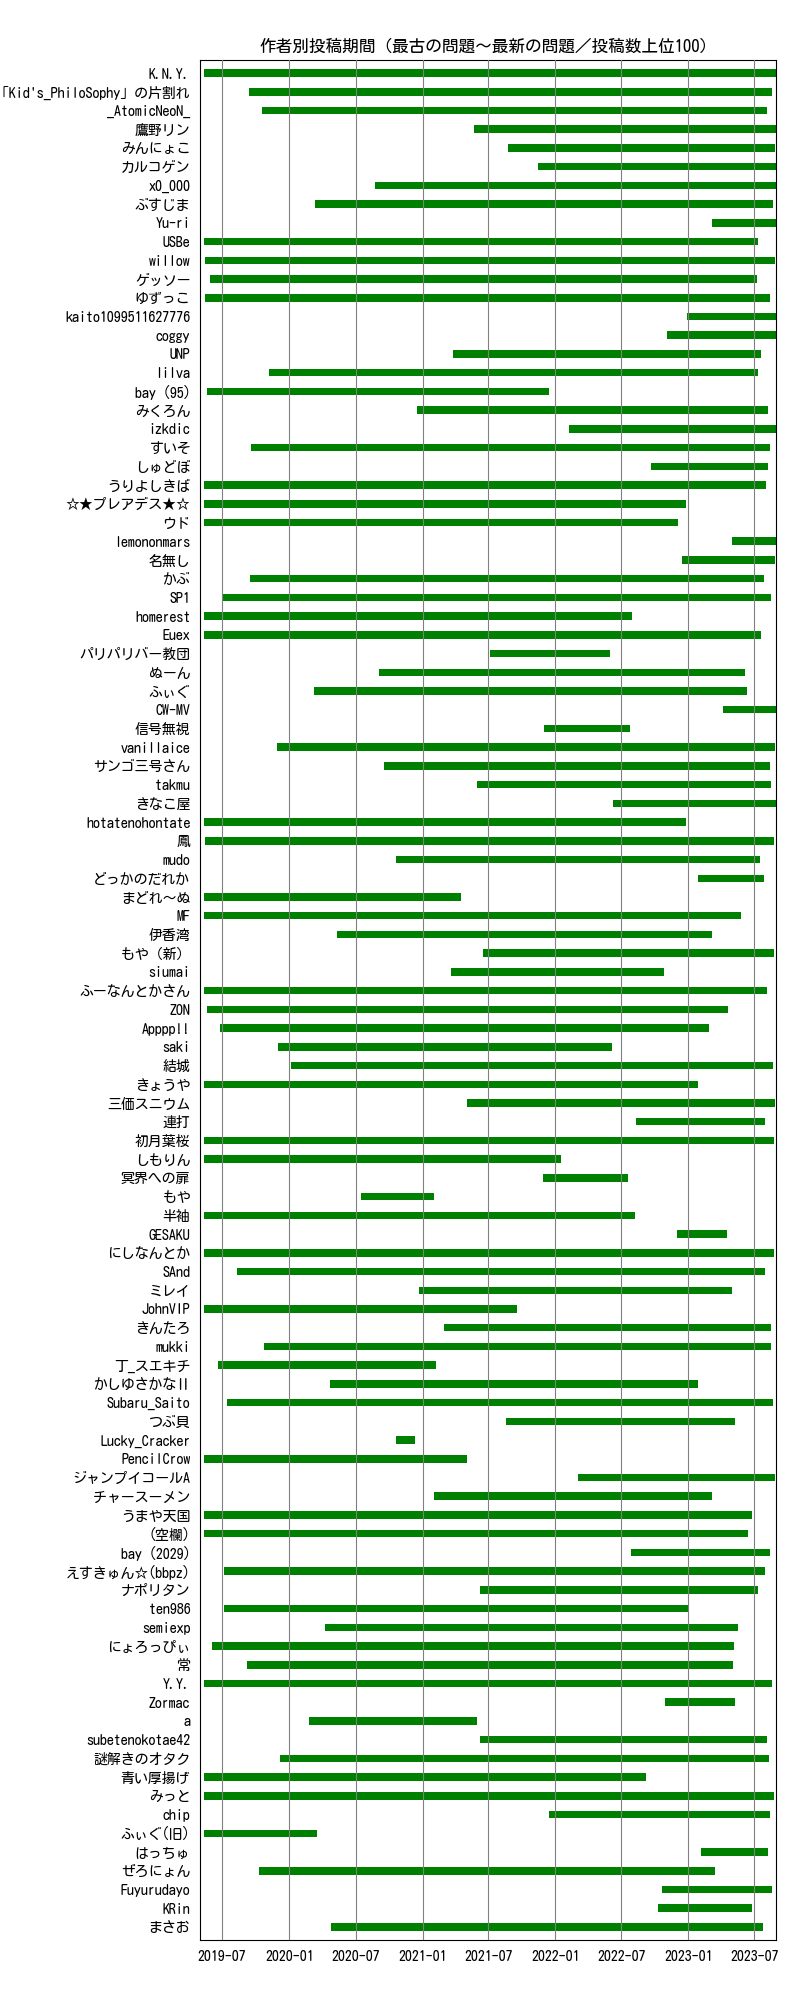 作者別投稿期間（最古の問題～最新の問題／投稿数上位100）
K.N.Y.
「Kid's_PhiloSophy」の片割れ
_AtomicNeoN_
鷹野リン
みんにょこ
カルコゲン
x0_000
ぶすじま
Yu-ri
USBe
willow
ゲッソー
ゆずっこ
kaito1099511627776
coggy
UNP
lilva
bay (95)
みくろん
izkdic
すいそ
しゅどぼ
うりよしきば
☆★プレアデス★☆
ウド
lemononmars
名無し
かぶ
SP1
homerest
Euex
パリパリバー教団
ぬーん
ふぃぐ
CW-MV
信号無視
vanillaice
サンゴ三号さん
takmu
きなこ屋
hotatenohontate
鳳
mudo
どっかのだれか
まどれ～ぬ
MF
伊香湾
もや（新）
siumai
ふーなんとかさん
ZON
Appppll
saki
結城
きょうや
三価スニウム
連打
初月葉桜
しもりん
冥界への扉
もや
半袖
GESAKU
にしなんとか
SAnd
ミレイ
JohnVIP
きんたろ
mukki
丁_スエキチ
かしゆさかなⅡ
Subaru_Saito
つぶ貝
Lucky_Cracker
PencilCrow
ジャンプイコールA
チャースーメン
うまや天国
(空欄)
bay (2029)
えすきゅん☆(bbpz)
ナポリタン
ten986
semiexp
にょろっぴぃ
常
Y.Y.
Zormac
a
subetenokotae42
謎解きのオタク
青い厚揚げ
みっと
chip
ふぃぐ(旧)
はっちゅ
ぜろにょん
Fuyurudayo
KRin
まさお
2019-07 2020-01 2020-07 2021-01 2021-07 2022-01 2022-07 2023-01 2023-07